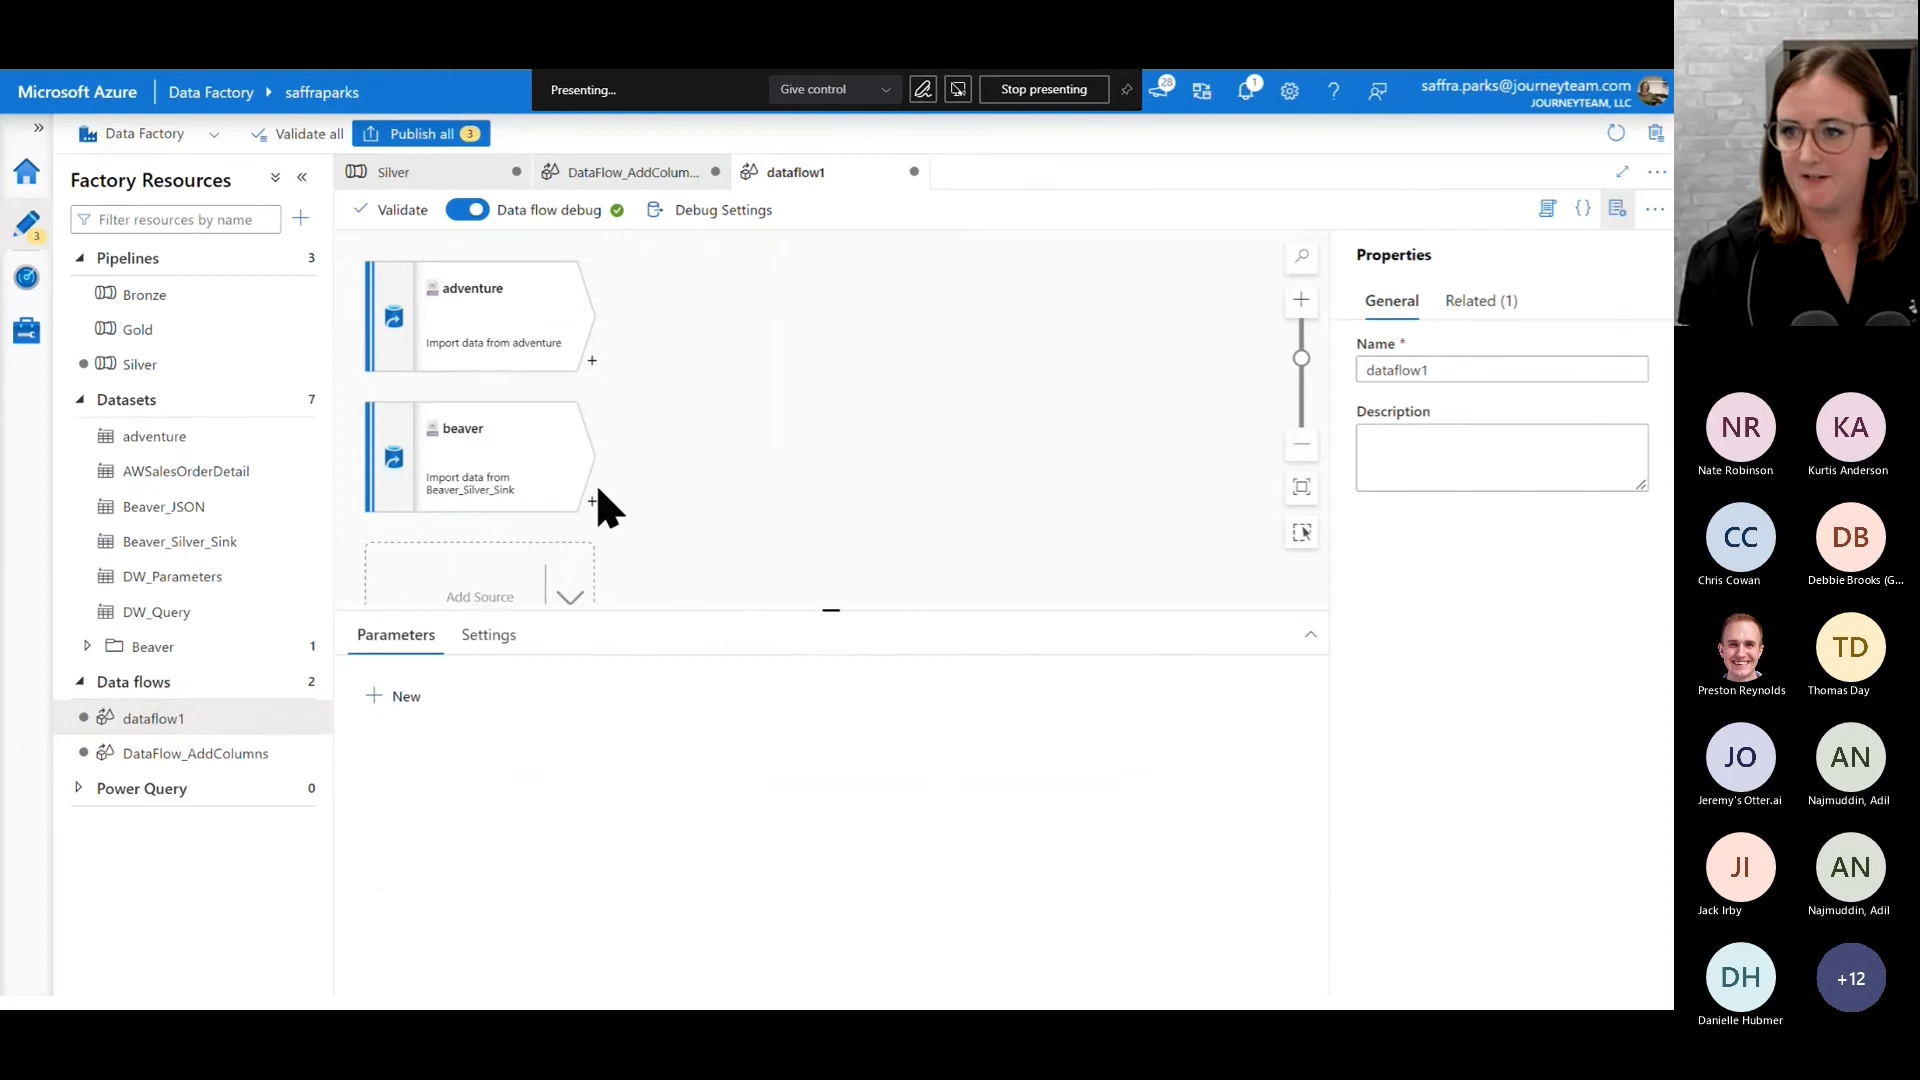 Microsoft Azure
Data Factory
saffraparks
Presenting...
Give control
Stop presenting
28
1
saffra.parks@journeyteam.com
JOURNEYTEAM, LLC
Data Factory
Validate all
Publish all 3
Factory Resources
Silver
DataFlow_AddColum...
dataflow1
Filter resources by name
Validate
Data flow debug
Debug Settings
3
Pipelines 3
Bronze
Gold
Silver
Datasets 7
adventure
AWSalesOrderDetail
Beaver_JSON
Beaver_Silver_Sink
DW_Parameters
DW_Query
Beaver 1
Data flows 2
dataflow1
DataFlow_AddColumns
Power Query 0
adventure
Import data from adventure
beaver
Import data from
Beaver_Silver_Sink
Add Source
Parameters
Settings
New
Properties
General
Related (1)
Name *
dataflow1
Description
NR
Nate Robinson
KA
Kurtis Anderson
CC
Chris Cowan
DB
Debbie Brooks (G...
Preston Reynolds
TD
Thomas Day
JO
Jeremy's Otter.ai
AN
Najmuddin, Adil
JI
Jack Irby
AN
Najmuddin, Adil
DH
Danielle Hubmer
+12